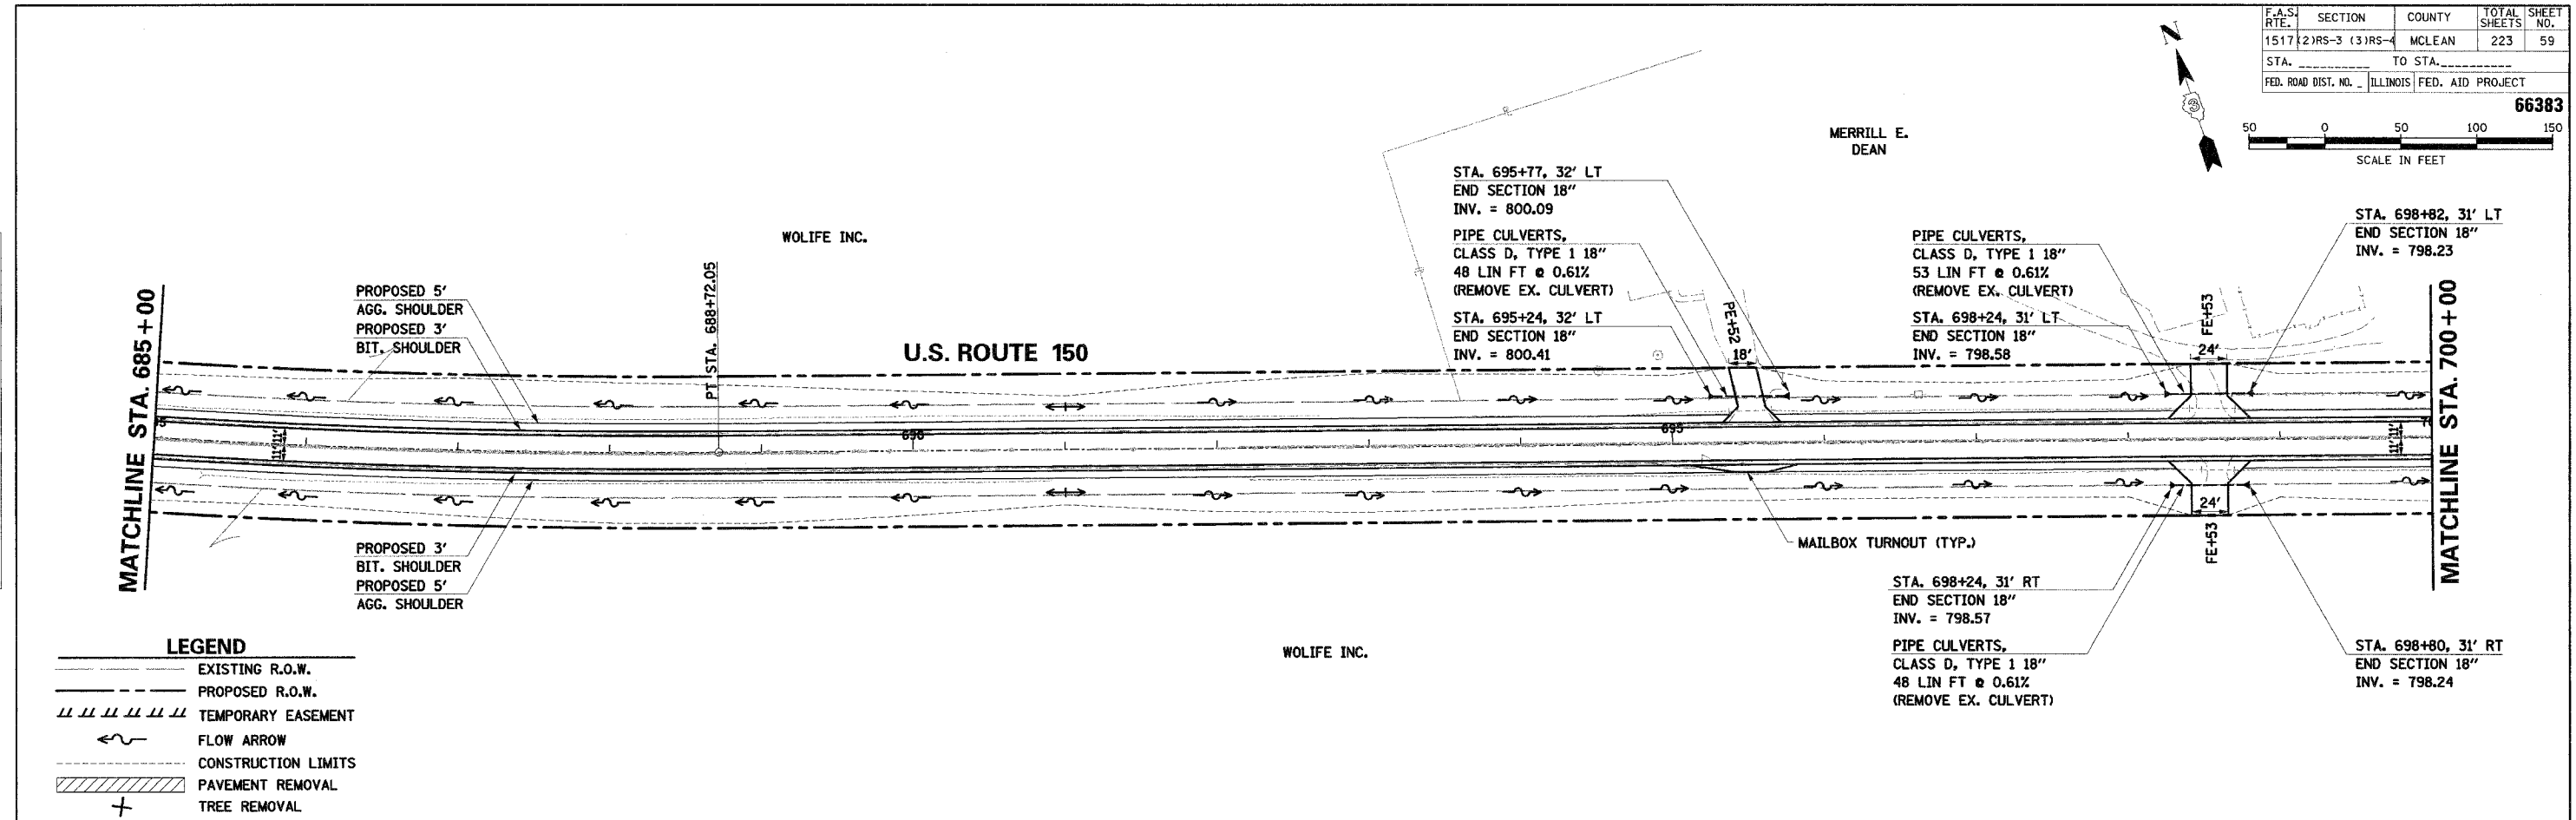 F.A.S. RTE. SECTION COUNTY TOTAL SHEETS SHEET NO.
1517 (2)RS-3 (3)RS-4 MCLEAN 223 59
STA. __________ TO STA.__________
FED. ROAD DIST. NO. _ ILLINOIS FED. AID PROJECT
66383
N
3
50 0 50 100 150
SCALE IN FEET
MERRILL E.
DEAN
WOLIFE INC.
STA. 695+77, 32' LT
END SECTION 18"
INV. = 800.09
PIPE CULVERTS,
CLASS D, TYPE 1 18"
48 LIN FT @ 0.61%
(REMOVE EX. CULVERT)
STA. 695+24, 32' LT
END SECTION 18"
INV. = 800.41
PIPE CULVERTS,
CLASS D, TYPE 1 18"
53 LIN FT @ 0.61%
(REMOVE EX. CULVERT)
STA. 698+24, 31' LT
END SECTION 18"
INV. = 798.58
STA. 698+82, 31' LT
END SECTION 18"
INV. = 798.23
MATCHLINE STA. 685+00
PROPOSED 5'
AGG. SHOULDER
PROPOSED 3'
BIT. SHOULDER
PT STA. 688+72.05
U.S. ROUTE 150
PE+52
18'
FE+53
24'
MATCHLINE STA. 700+00
11' 11'
690
695
11' 11'
24'
FE+53
PROPOSED 3'
BIT. SHOULDER
PROPOSED 5'
AGG. SHOULDER
MAILBOX TURNOUT (TYP.)
STA. 698+24, 31' RT
END SECTION 18"
INV. = 798.57
PIPE CULVERTS,
CLASS D, TYPE 1 18"
48 LIN FT @ 0.61%
(REMOVE EX. CULVERT)
STA. 698+80, 31' RT
END SECTION 18"
INV. = 798.24
WOLIFE INC.
LEGEND
EXISTING R.O.W.
PROPOSED R.O.W.
TEMPORARY EASEMENT
FLOW ARROW
CONSTRUCTION LIMITS
PAVEMENT REMOVAL
TREE REMOVAL